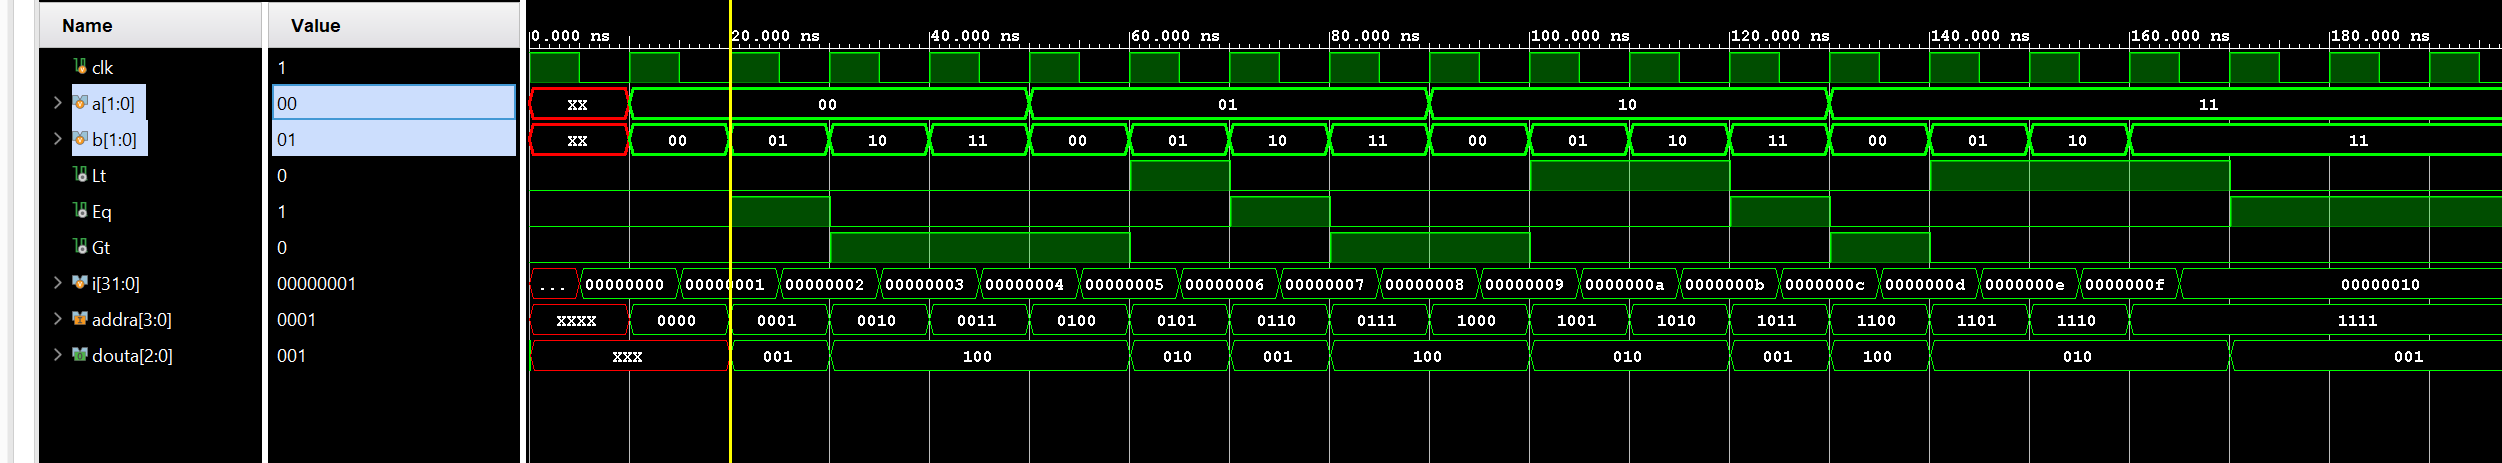 Name Value
0.000 ns 20.000 ns 40.000 ns 60.000 ns 80.000 ns 100.000 ns 120.000 ns 140.000 ns 160.000 ns 180.000 ns
clk 1
a[1:0] 00 XX 00 01 10 11
b[1:0] 01 XX 00 01 10 11 00 01 10 11 00 01 10 11 00 01 10 11
Lt 0
Eq 1
Gt 0
i[31:0] 00000001 ... 00000000 00000001 00000002 00000003 00000004 00000005 00000006 00000007 00000008 00000009 0000000a 0000000b 0000000c 0000000d 0000000e 0000000f 00000010
addra[3:0] 0001 XXXX 0000 0001 0010 0011 0100 0101 0110 0111 1000 1001 1010 1011 1100 1101 1110 1111
douta[2:0] 001 XXX 001 100 010 001 100 010 001 100 010 001